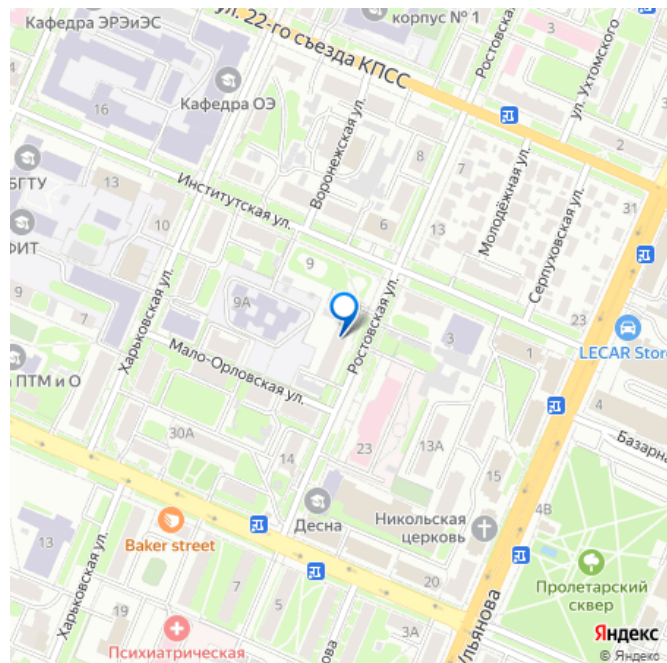 Кафедра ЭРЭиЭС
корпус № 1
ул. 22-го съезда КПСС
Ростовская
3
ул. Ухтомского
16
Кафедра ОЭ
Воронежская ул.
8
2
БГТУ
13
7
Молодёжная ул.
Институтская ул.
10
6
13
31
ФИТ
Серпуховская ул.
9
Харьковская ул.
9А
9
7
Ростовская ул.
3
23
LECAR Store
ПТМ и О
Мало-Орловская ул.
1
4
30А
14
23
13А
Базарна
15
Десна
Никольская
церковь
4В
13
Baker street
Харьковская ул.
7
5
20
Пролетарский
сквер
19
Психиатрическая
3А
Ульянова
Яндекс
© Яндекс